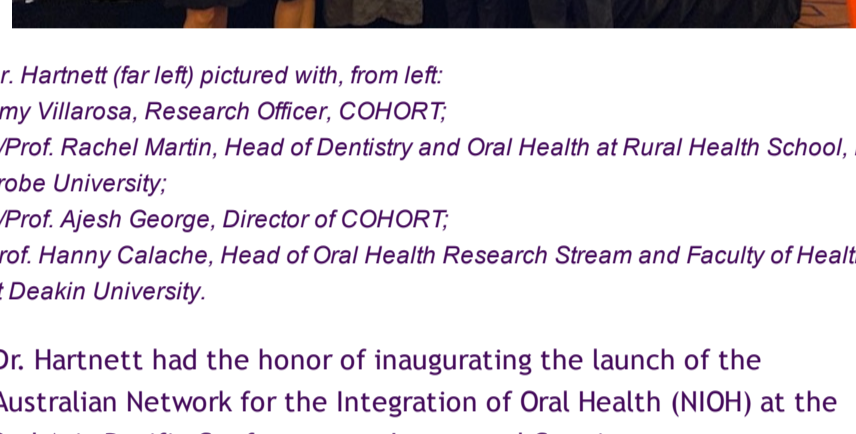 r. Hartnett (far left) pictured with, from left:
my Villarosa, Research Officer, COHORT;
/Prof. Rachel Martin, Head of Dentistry and Oral Health at Rural Health School,
robe University;
/Prof. Ajesh George, Director of COHORT;
rof. Hanny Calache, Head of Oral Health Research Stream and Faculty of Healt
t Deakin University.
Dr. Hartnett had the honor of inaugurating the launch of the
Australian Network for the Integration of Oral Health (NIOH) at the